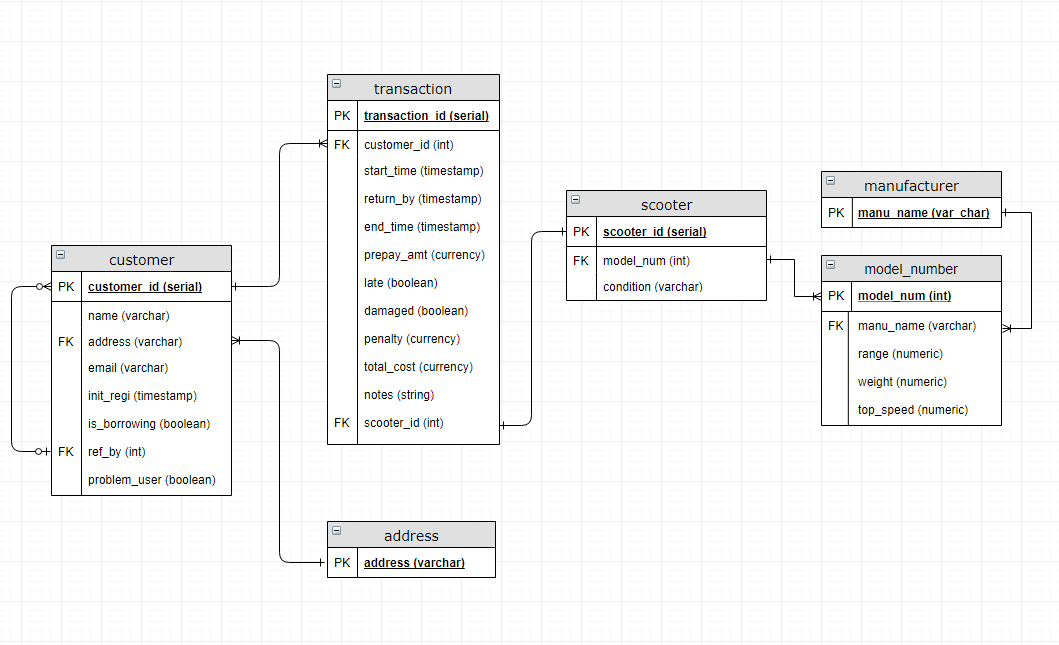 transaction
PK transaction_id (serial)
FK customer_id (int)
start_time (timestamp)
return_by (timestamp)
end_time (timestamp)
prepay_amt (currency)
late (boolean)
damaged (boolean)
penalty (currency)
total_cost (currency)
notes (string)
FK scooter_id (int)
customer
PK customer_id (serial)
name (varchar)
FK address (varchar)
email (varchar)
init_regi (timestamp)
is_borrowing (boolean)
FK ref_by (int)
problem_user (boolean)
address
PK address (varchar)
scooter
PK scooter_id (serial)
FK model_num (int)
condition (varchar)
manufacturer
PK manu_name (var_char)
model_number
PK model_num (int)
FK manu_name (varchar)
range (numeric)
weight (numeric)
top_speed (numeric)